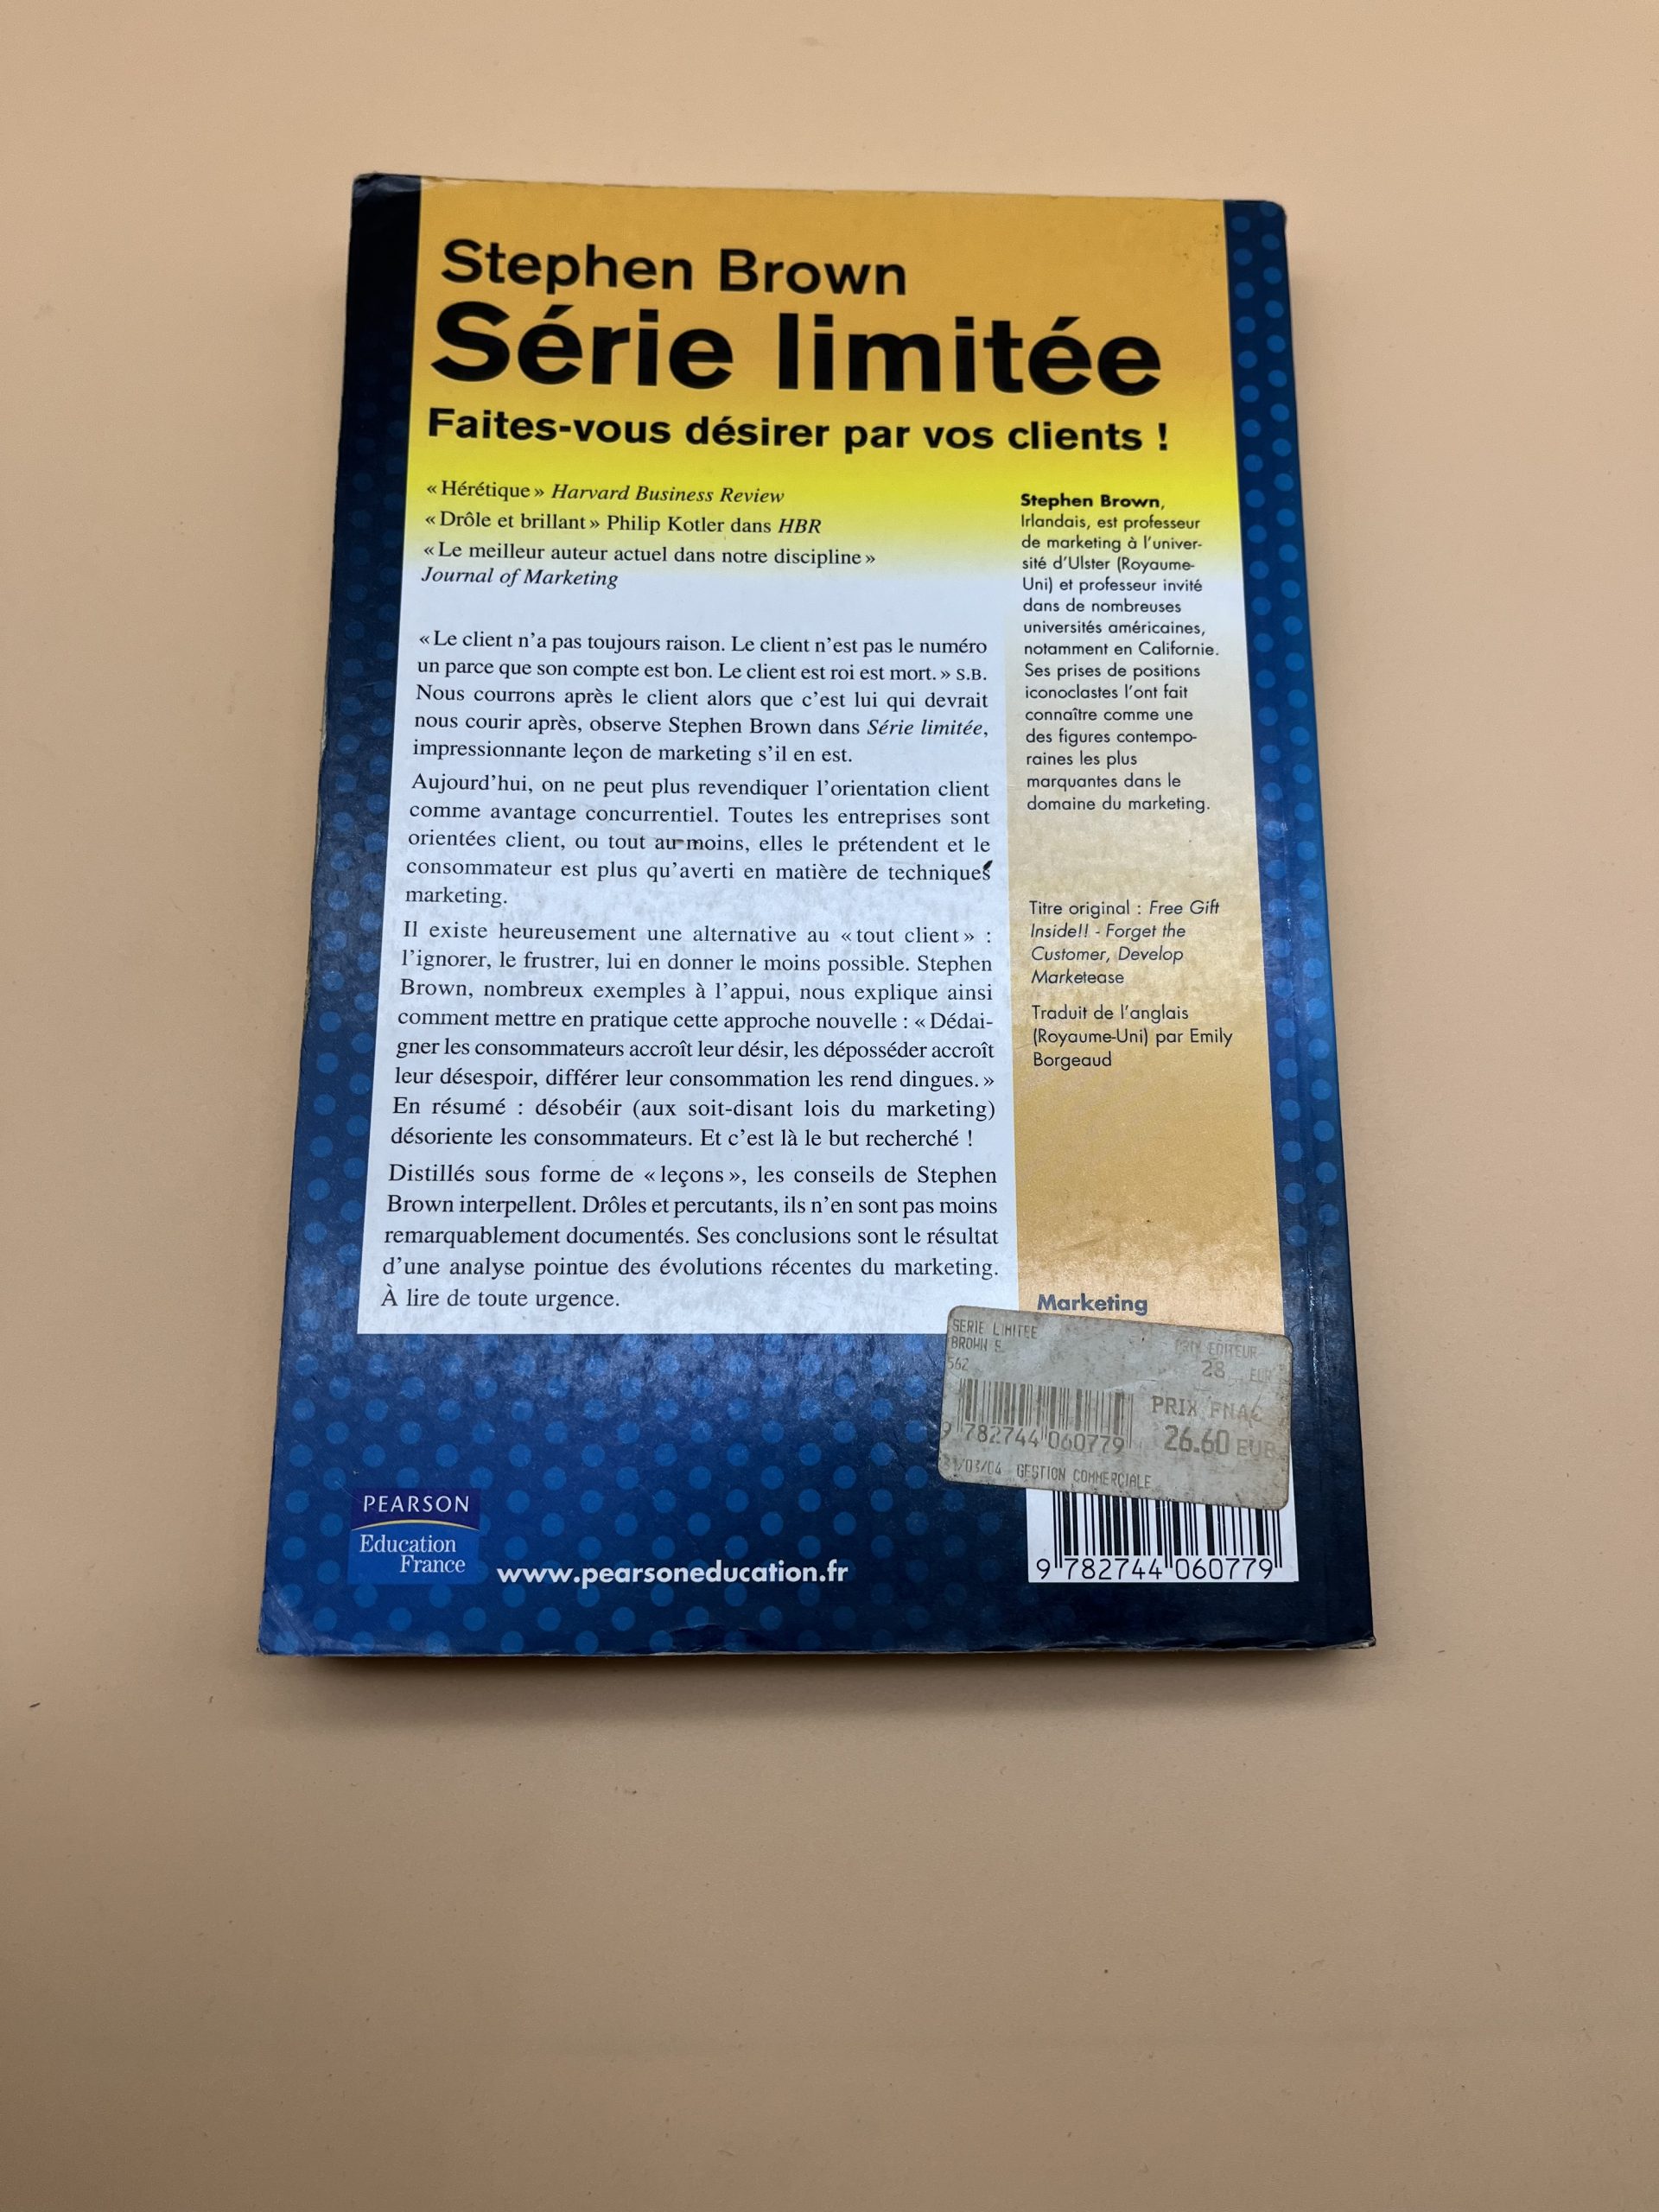 Stephen Brown
Série limitée
Faites-vous désirer par vos clients !
« Hérétique » Harvard Business Review
« Drôle et brillant » Philip Kotler dans HBR
« Le meilleur auteur actuel dans notre discipline »
Journal of Marketing
« Le client n'a pas toujours raison. Le client n'est pas le numéro
un parce que son compte est bon. Le client est roi est mort. » S.B.
Nous courrons après le client alors que c'est lui qui devrait
nous courir après, observe Stephen Brown dans Série limitée,
impressionnante leçon de marketing s'il en est.
Aujourd'hui, on ne peut plus revendiquer l'orientation client
comme avantage concurrentiel. Toutes les entreprises sont
orientées client, ou tout au moins, elles le prétendent et le
consommateur est plus qu'averti en matière de techniques
marketing.
Il existe heureusement une alternative au « tout client » :
l'ignorer, le frustrer, lui en donner le moins possible. Stephen
Brown, nombreux exemples à l'appui, nous explique ainsi
comment mettre en pratique cette approche nouvelle : « Dédai-
gner les consommateurs accroît leur désir, les déposséder accroît
leur désespoir, différer leur consommation les rend dingues. »
En résumé : désobéir (aux soit-disant lois du marketing)
désoriente les consommateurs. Et c'est là le but recherché !
Distillés sous forme de « leçons », les conseils de Stephen
Brown interpellent. Drôles et percutants, ils n'en sont pas moins
remarquablement documentés. Ses conclusions sont le résultat
d'une analyse pointue des évolutions récentes du marketing.
À lire de toute urgence.
Stephen Brown,
Irlandais, est professeur
de marketing à l'univer-
sité d'Ulster (Royaume-
Uni) et professeur invité
dans de nombreuses
universités américaines,
notamment en Californie.
Ses prises de positions
iconoclastes l'ont fait
connaître comme une
des figures contempo-
raines les plus
marquantes dans le
domaine du marketing.
Titre original : Free Gift
Inside!! - Forget the
Customer, Develop
Marketease
Traduit de l'anglais
(Royaume-Uni) par Emily
Borgeaud
Marketing
SERIE LIMITEE
BROWN S
562
PRIX EDITEUR
28 EUR
PRIX FNAC
26.60 EUR
9 782744 060779
/03/04 GESTION COMMERCIALE
9 782744 060779
PEARSON
Education
France
www.pearsoneducation.fr